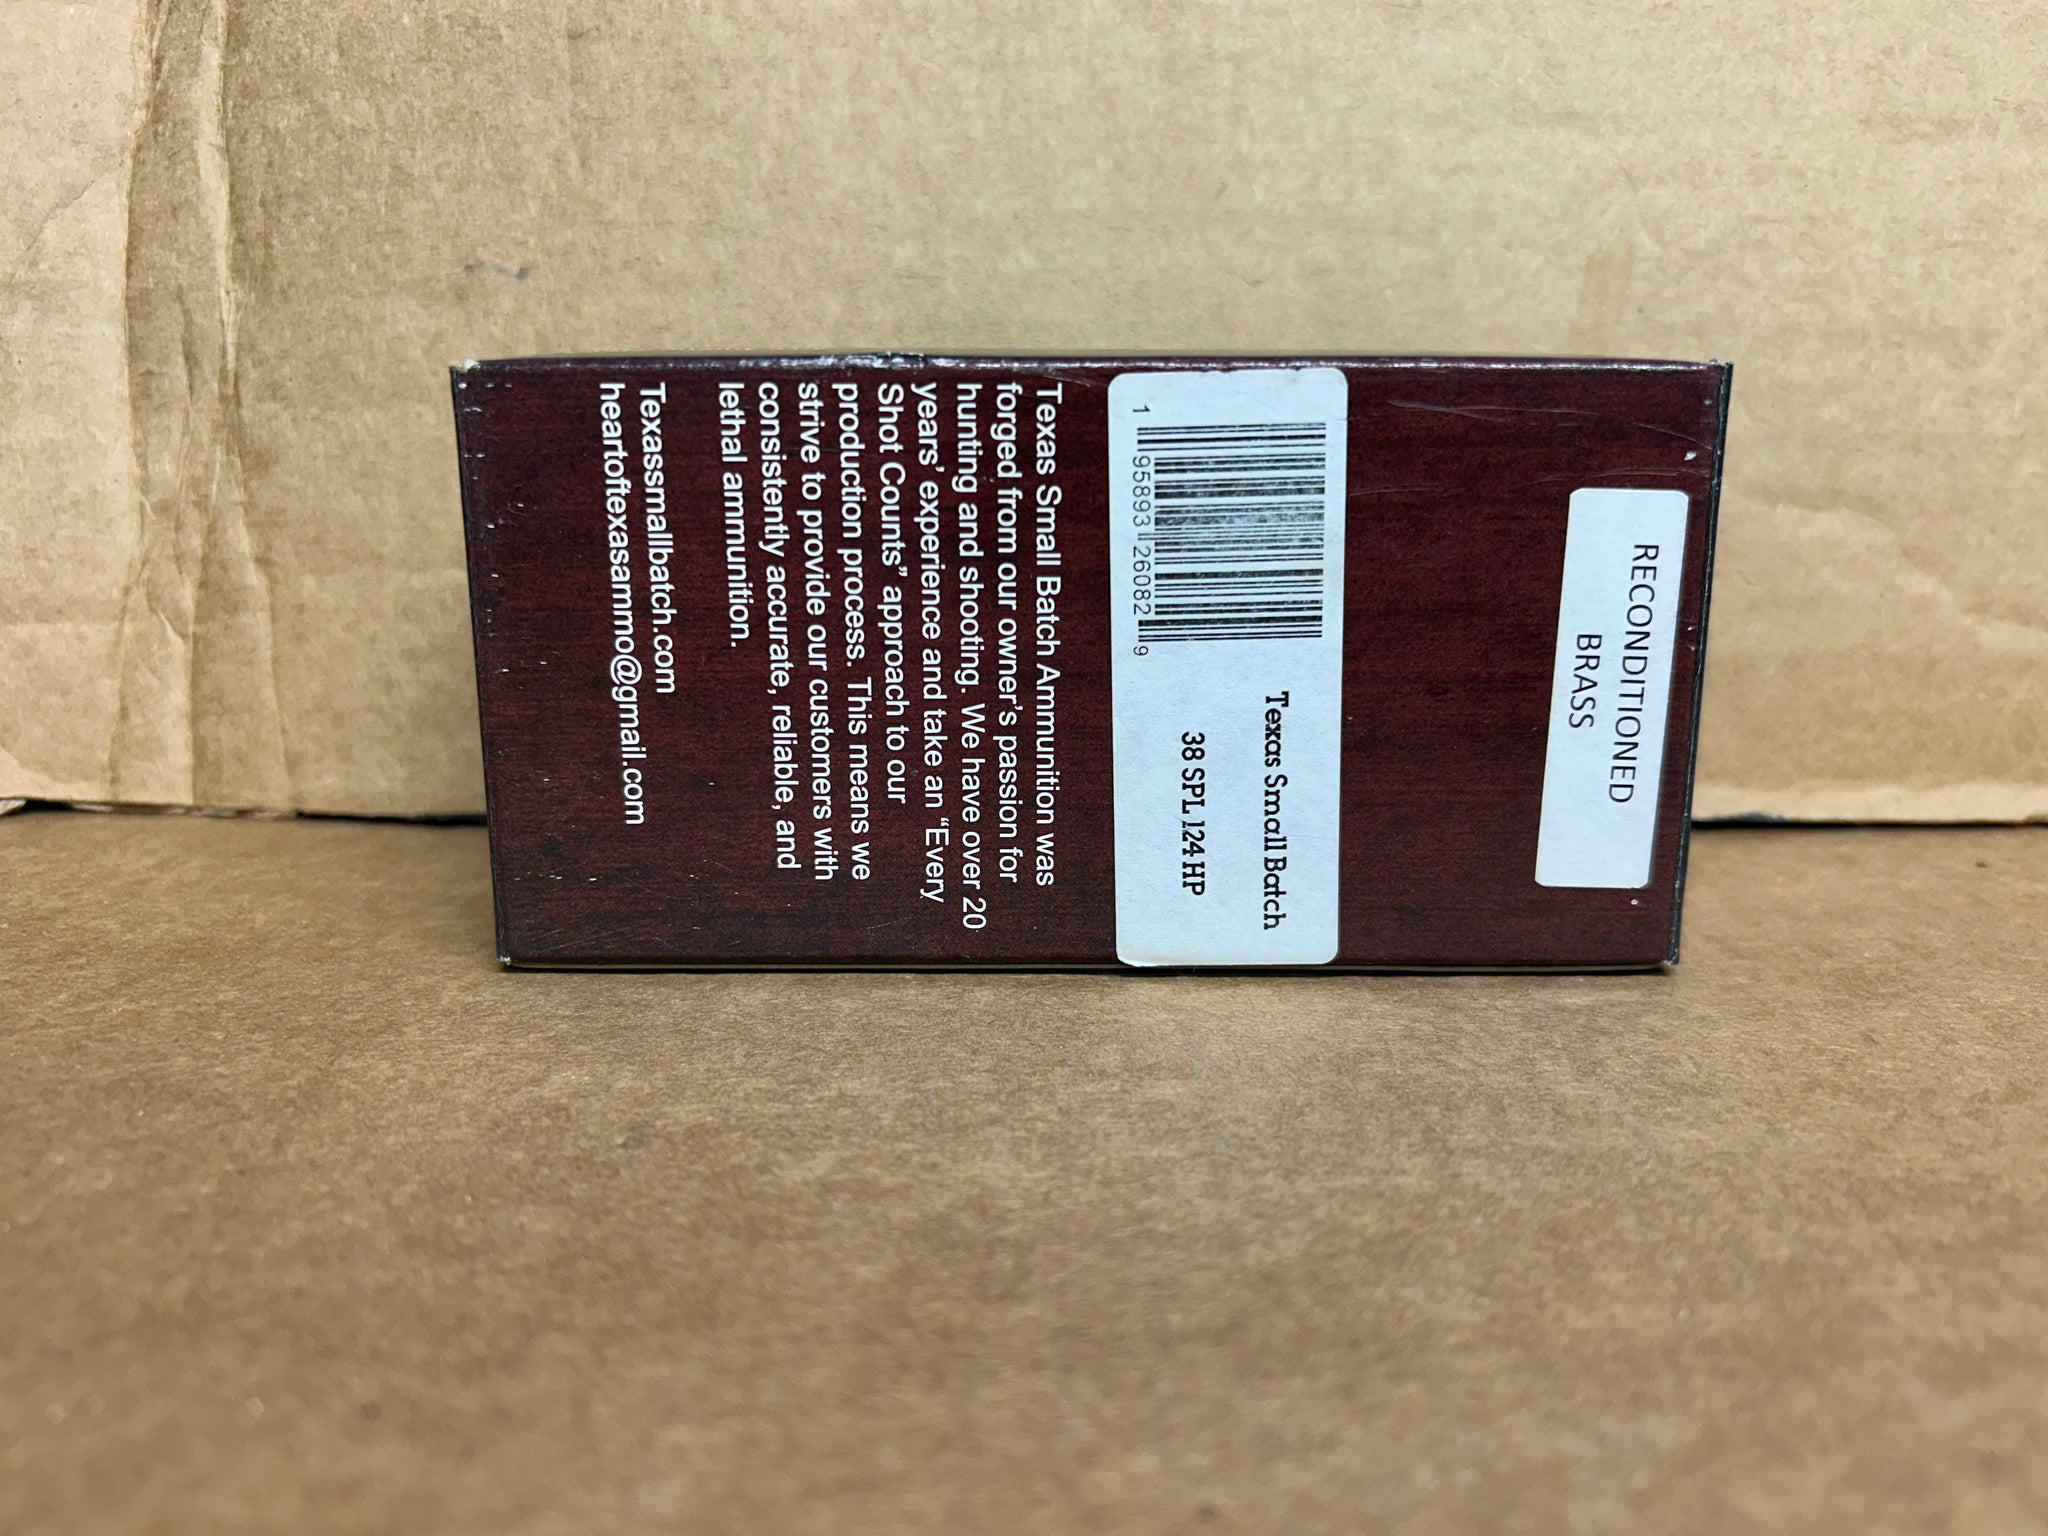 RECONDITIONED
BRASS
1 95893 26082 9
Texas Small Batch
38 SPL 124 HP
Texas Small Batch Ammunition was
forged from our owner's passion for
hunting and shooting. We have over 20
years' experience and take an “Every
Shot Counts” approach to our
production process. This means we
strive to provide our customers with
consistently accurate, reliable, and
lethal ammunition.
Texassmallbatch.com
heartoftexasammo@gmail.com